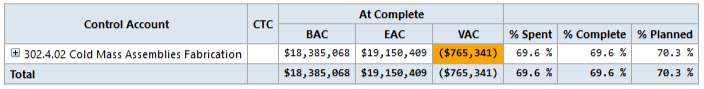 Control Account CTC At Complete
BAC EAC VAC % Spent % Complete % Planned
302.4.02 Cold Mass Assemblies Fabrication $18,385,068 $19,150,409 ($765,341) 69.6 % 69.6 % 70.3 %
Total $18,385,068 $19,150,409 ($765,341) 69.6 % 69.6 % 70.3 %